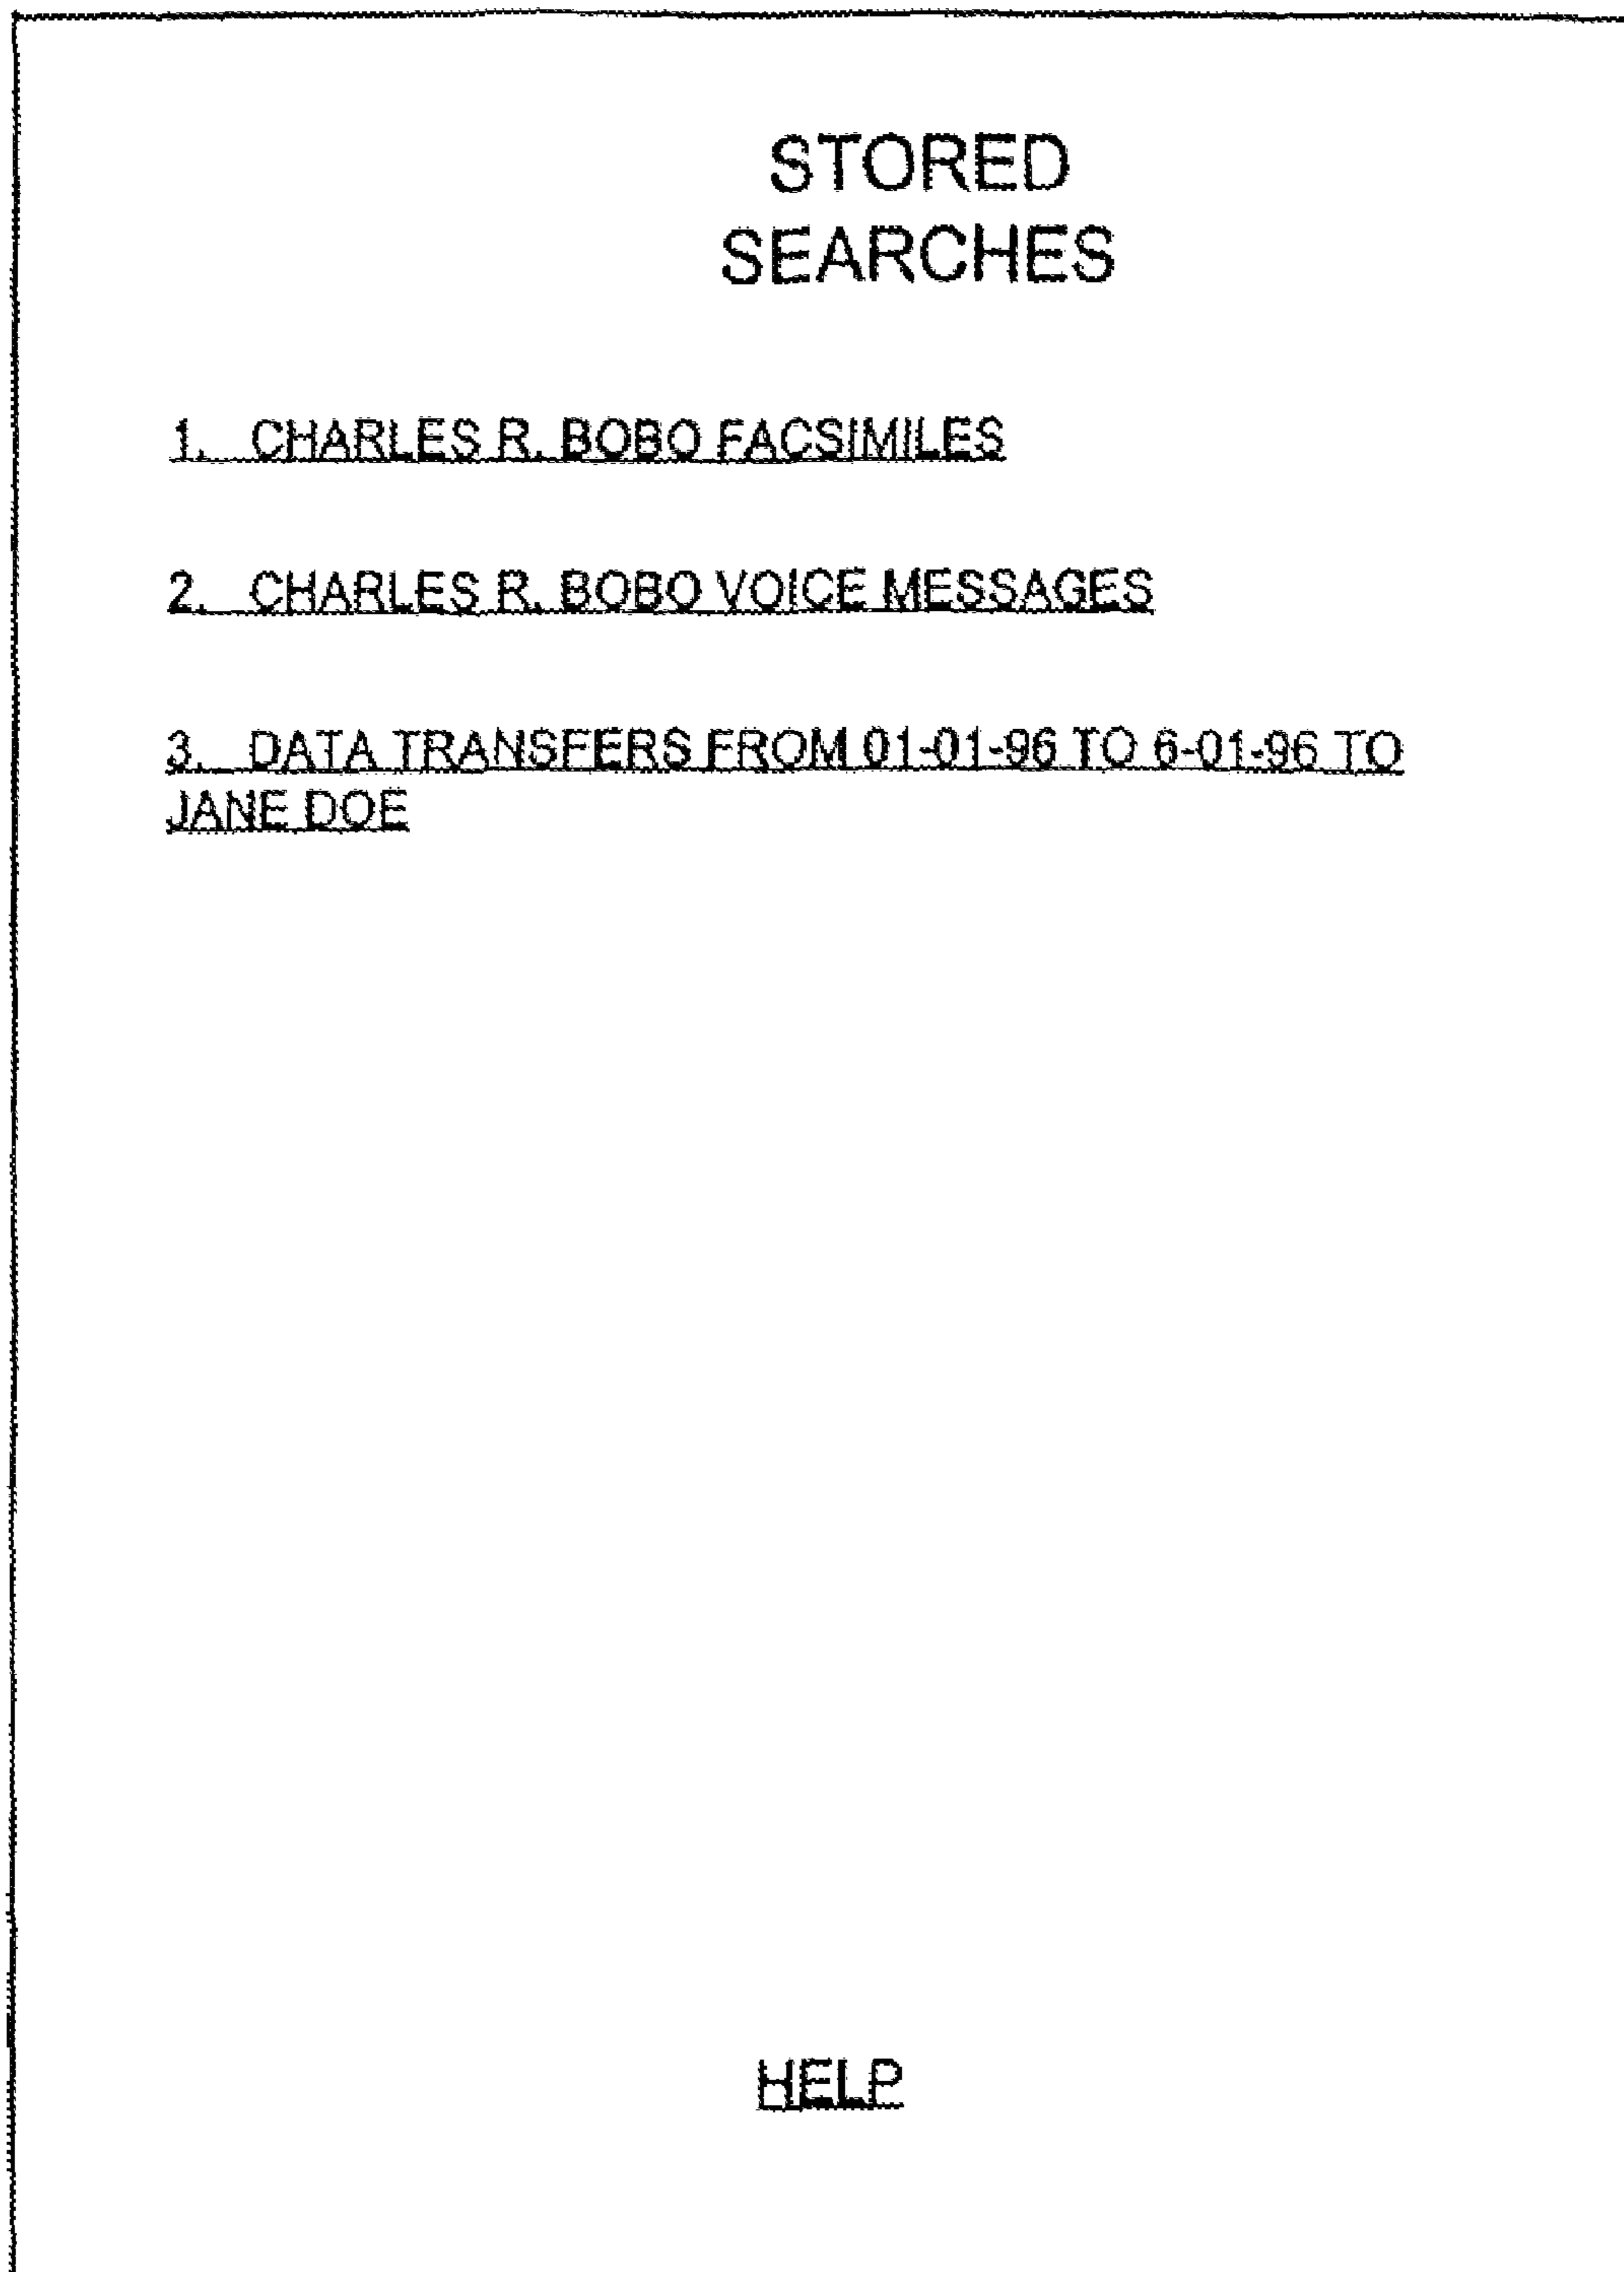 STORED
SEARCHES
1. CHARLES R. BOBO FACSIMILES
2. CHARLES R. BOBO VOICE MESSAGES
3. DATA TRANSFERS FROM 01-01-96 TO 6-01-96 TO
JANE DOE
HELP